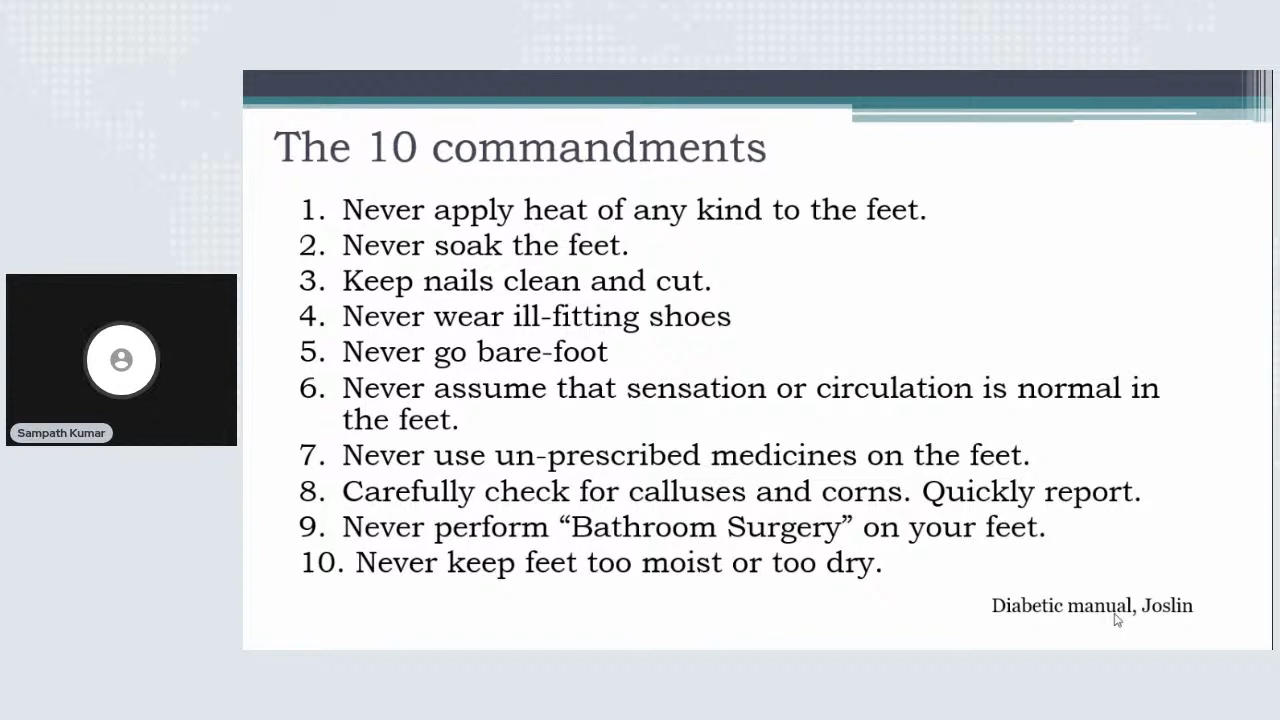 The 10 commandments
1. Never apply heat of any kind to the feet.
2. Never soak the feet.
3. Keep nails clean and cut.
4. Never wear ill-fitting shoes
5. Never go bare-foot
6. Never assume that sensation or circulation is normal in
the feet.
7. Never use un-prescribed medicines on the feet.
8. Carefully check for calluses and corns. Quickly report.
9. Never perform “Bathroom Surgery” on your feet.
10. Never keep feet too moist or too dry.
Diabetic manual, Joslin
Sampath Kumar